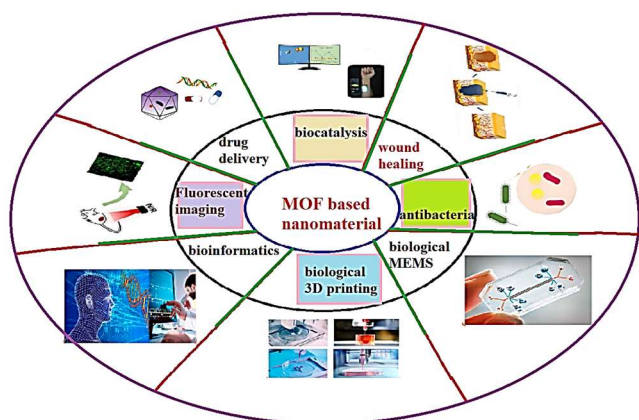 biocatalysis
drug
delivery
wound
healing
Fluorescent
imaging
MOF based
nanomaterial
antibacteria
bioinformatics
biological
3D printing
biological
MEMS